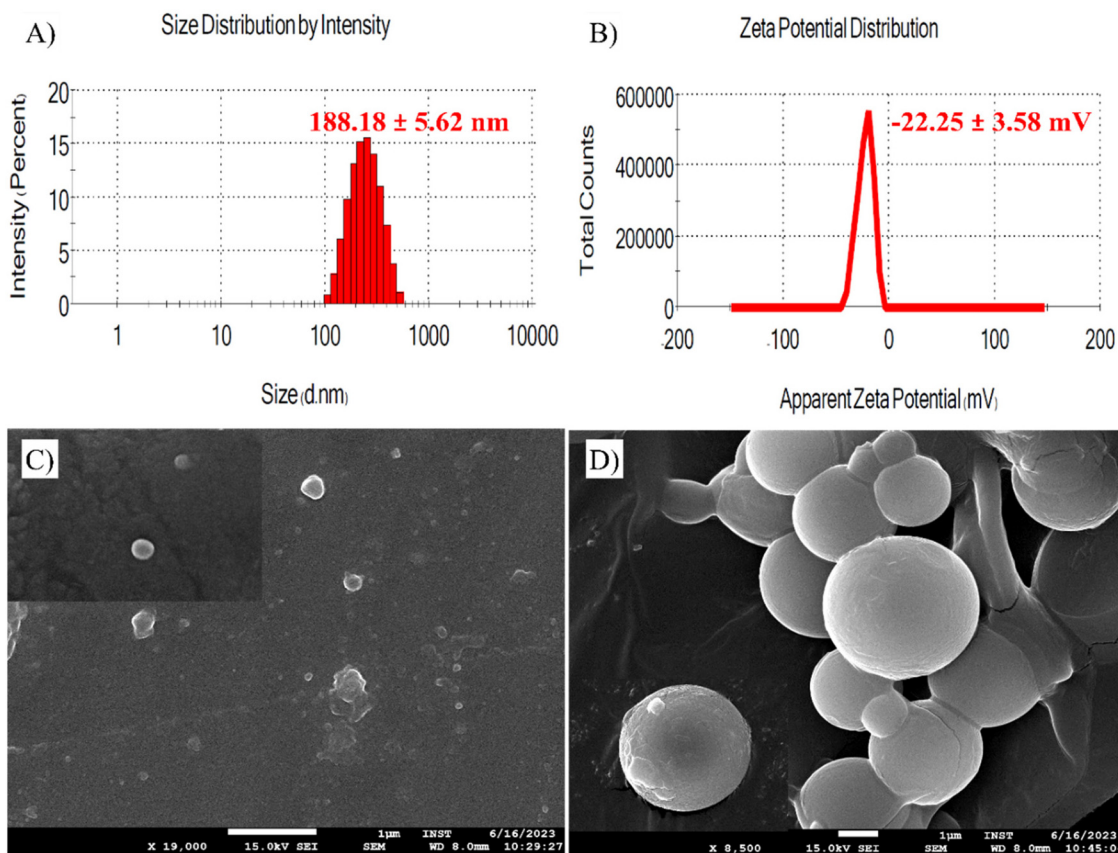 A)
Size Distribution by Intensity
Intensity (Percent)
20
15
10
5
0
188.18 ± 5.62 nm
1
10
100
1000
10000
Size (d.nm)
B)
Zeta Potential Distribution
Total Counts
600000
400000
200000
0
-22.25 ± 3.58 mV
-200
-100
0
100
200
Apparent Zeta Potential (mV)
C)
1µm INST 6/16/2023
X 19,000 15.0kV SEI SEM WD 8.0mm 10:29:27
D)
1µm INST 6/16/2023
X 8,500 15.0kV SEI SEM WD 8.0mm 10:45:0